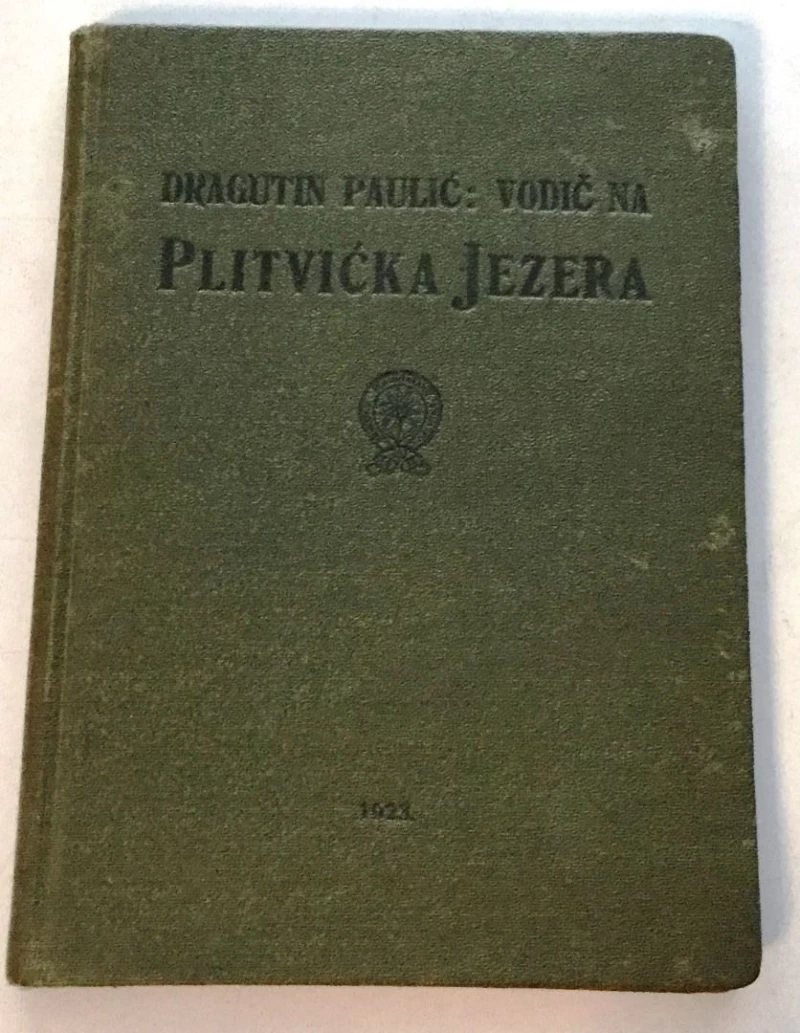 DRAGUTIN PAULIĆ: VODIČ NA
PLITVIĆKA JEZERA
1923.